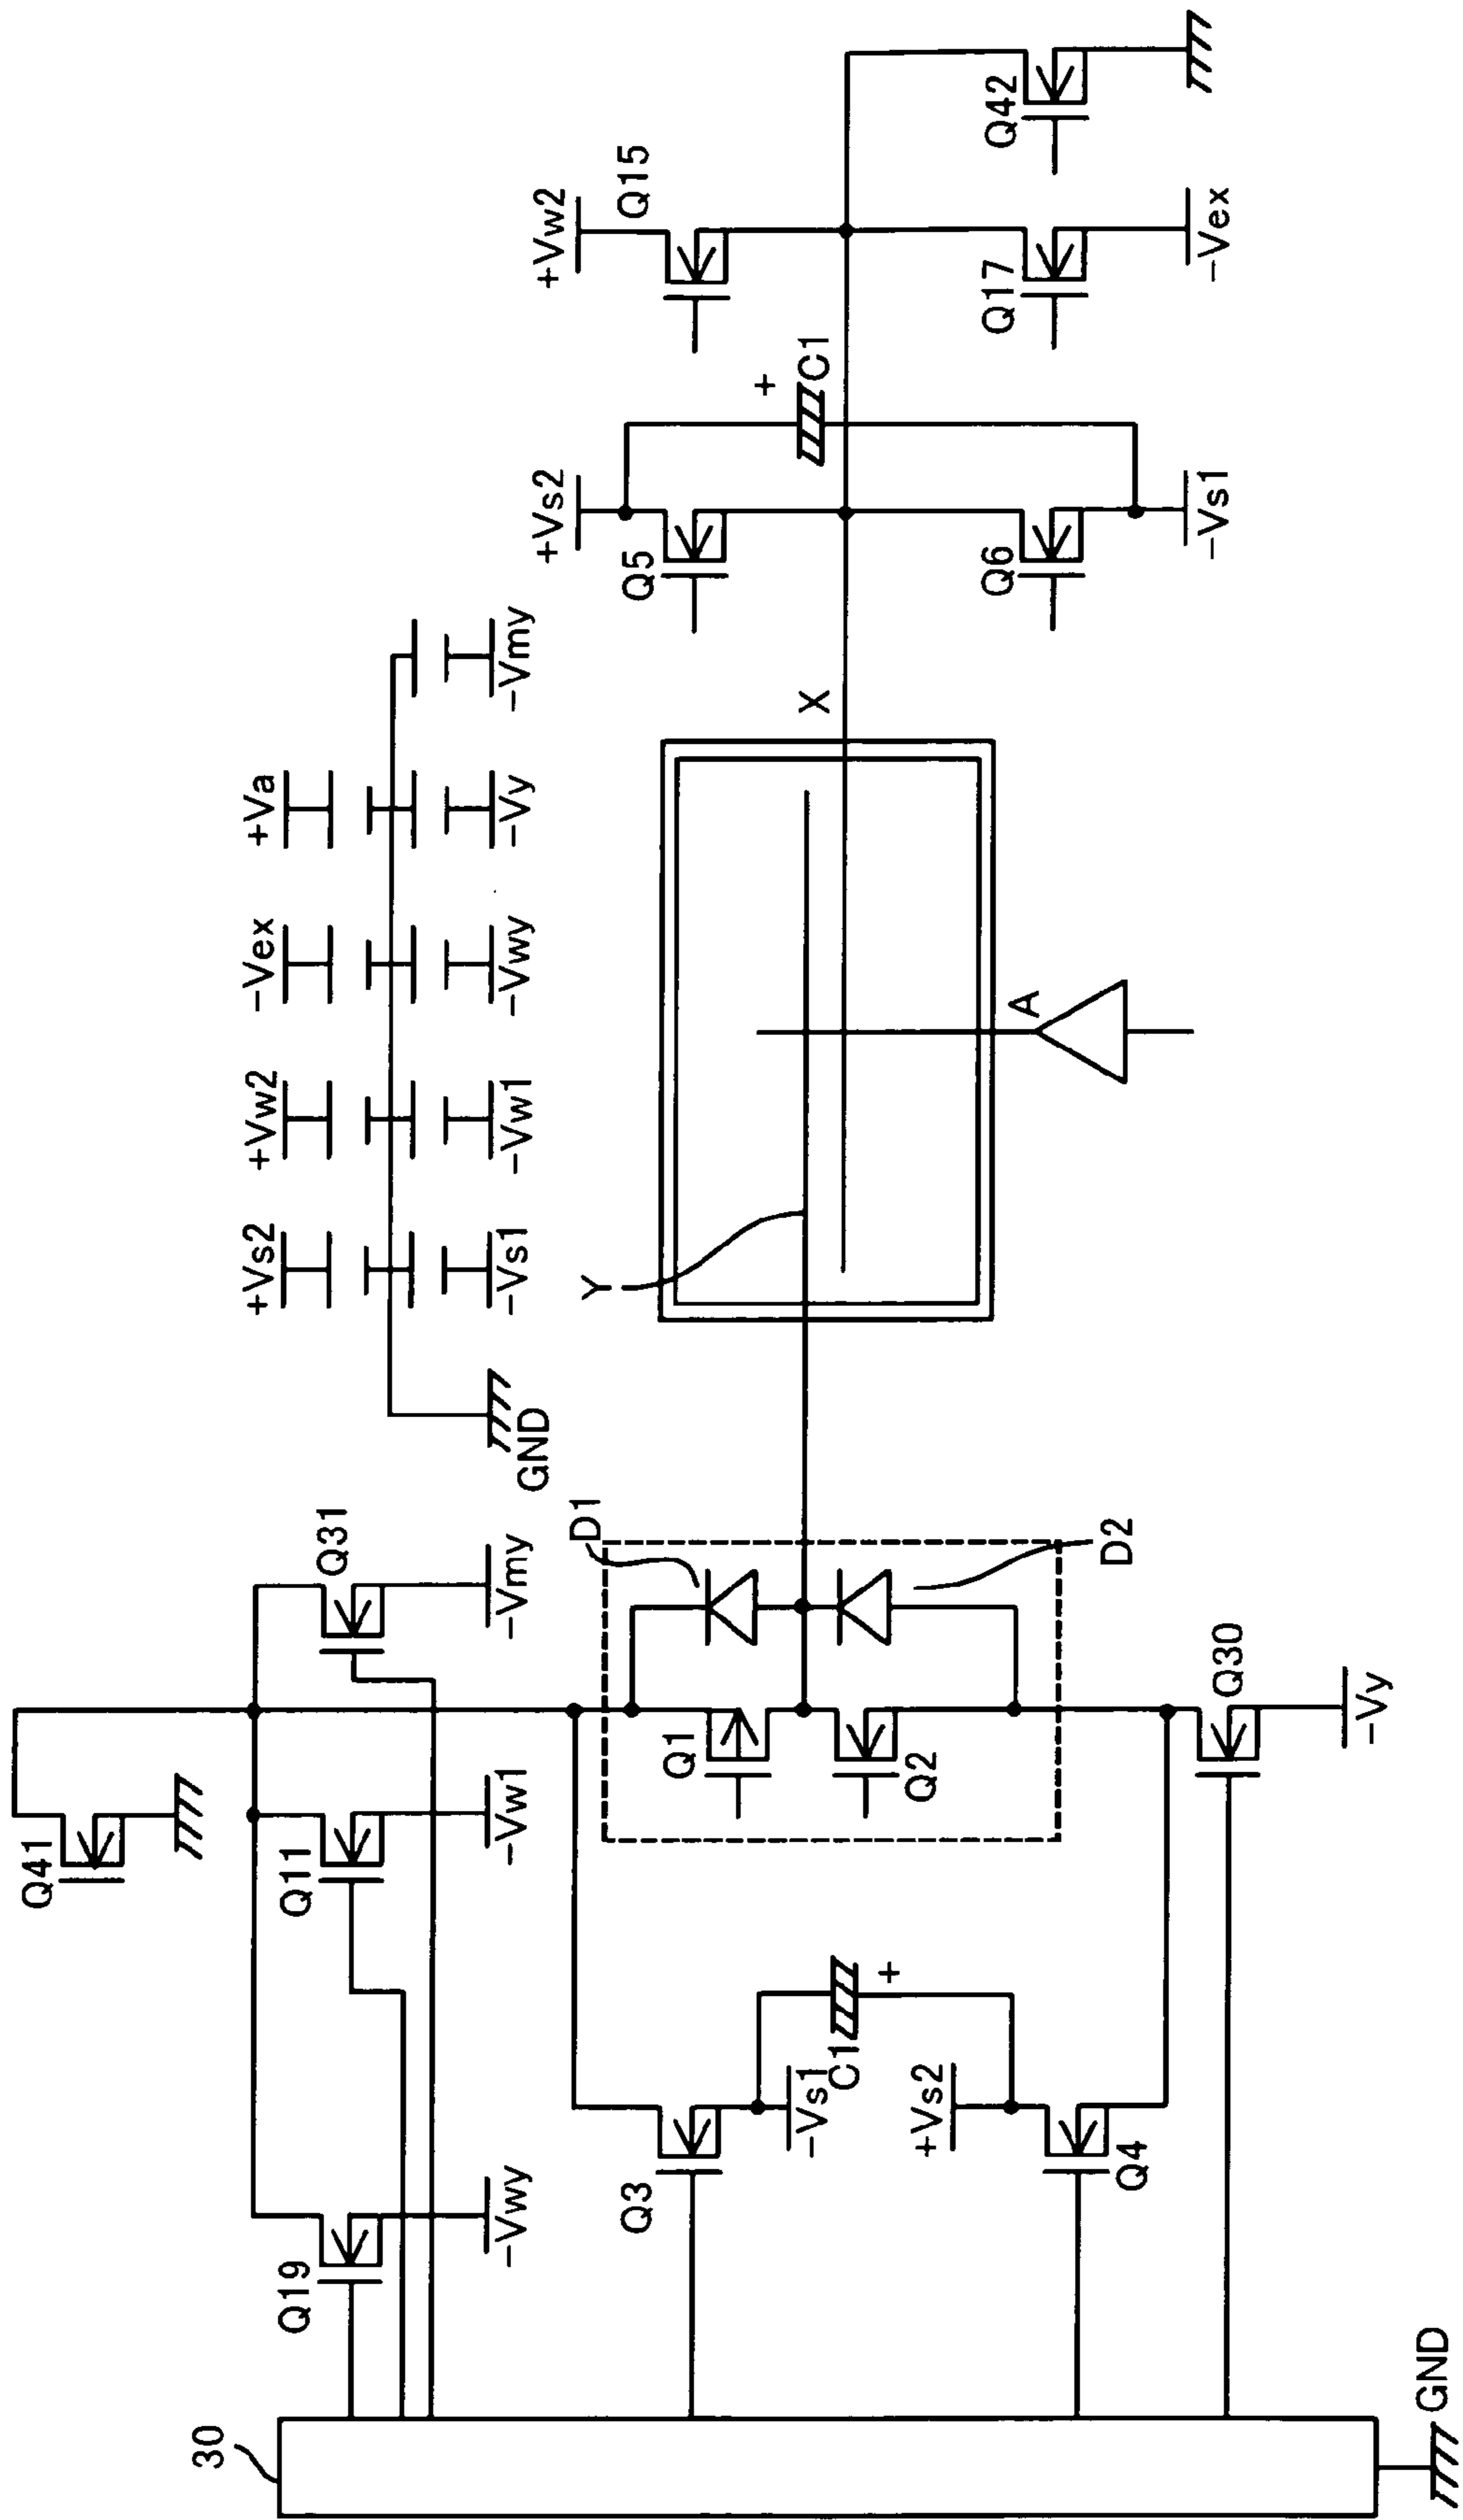 30
GND
Q19
-Vwy
Q41
Q11
-Vw1
Q31
-Vmy
Q3
-Vs1
C1
+
+Vs2
Q4
Q1
Q2
D1
D2
Q30
-Vy
GND
+Vs2
-Vs1
+Vw2
-Vw1
-Vex
-Vwy
+Va
-Vy
-Vmy
Y
A
X
+Vs2
Q5
Q6
-Vs1
+
C1
+Vw2
Q15
Q17
-Vex
Q42